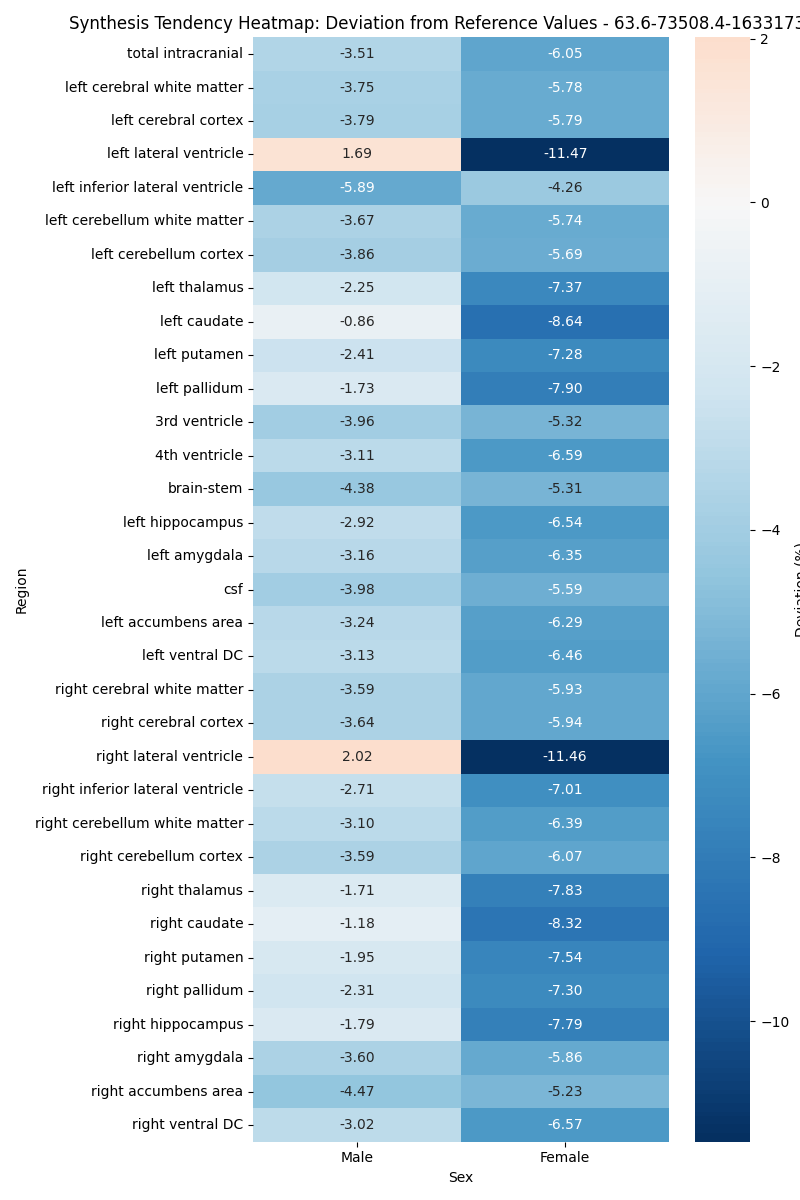 Synthesis Tendency Heatmap: Deviation from Reference Values - 63.6-73508.4-1633173
total intracranial -3.51 -6.05
left cerebral white matter -3.75 -5.78
left cerebral cortex -3.79 -5.79
left lateral ventricle 1.69 -11.47
left inferior lateral ventricle -5.89 -4.26
left cerebellum white matter -3.67 -5.74
left cerebellum cortex -3.86 -5.69
left thalamus -2.25 -7.37
left caudate -0.86 -8.64
left putamen -2.41 -7.28
left pallidum -1.73 -7.90
3rd ventricle -3.96 -5.32
4th ventricle -3.11 -6.59
brain-stem -4.38 -5.31
left hippocampus -2.92 -6.54
left amygdala -3.16 -6.35
csf -3.98 -5.59
left accumbens area -3.24 -6.29
left ventral DC -3.13 -6.46
right cerebral white matter -3.59 -5.93
right cerebral cortex -3.64 -5.94
right lateral ventricle 2.02 -11.46
right inferior lateral ventricle -2.71 -7.01
right cerebellum white matter -3.10 -6.39
right cerebellum cortex -3.59 -6.07
right thalamus -1.71 -7.83
right caudate -1.18 -8.32
right putamen -1.95 -7.54
right pallidum -2.31 -7.30
right hippocampus -1.79 -7.79
right amygdala -3.60 -5.86
right accumbens area -4.47 -5.23
right ventral DC -3.02 -6.57
Male Female
Sex
Region
2
0
−2
−4
−6
−8
−10
Deviation (%)